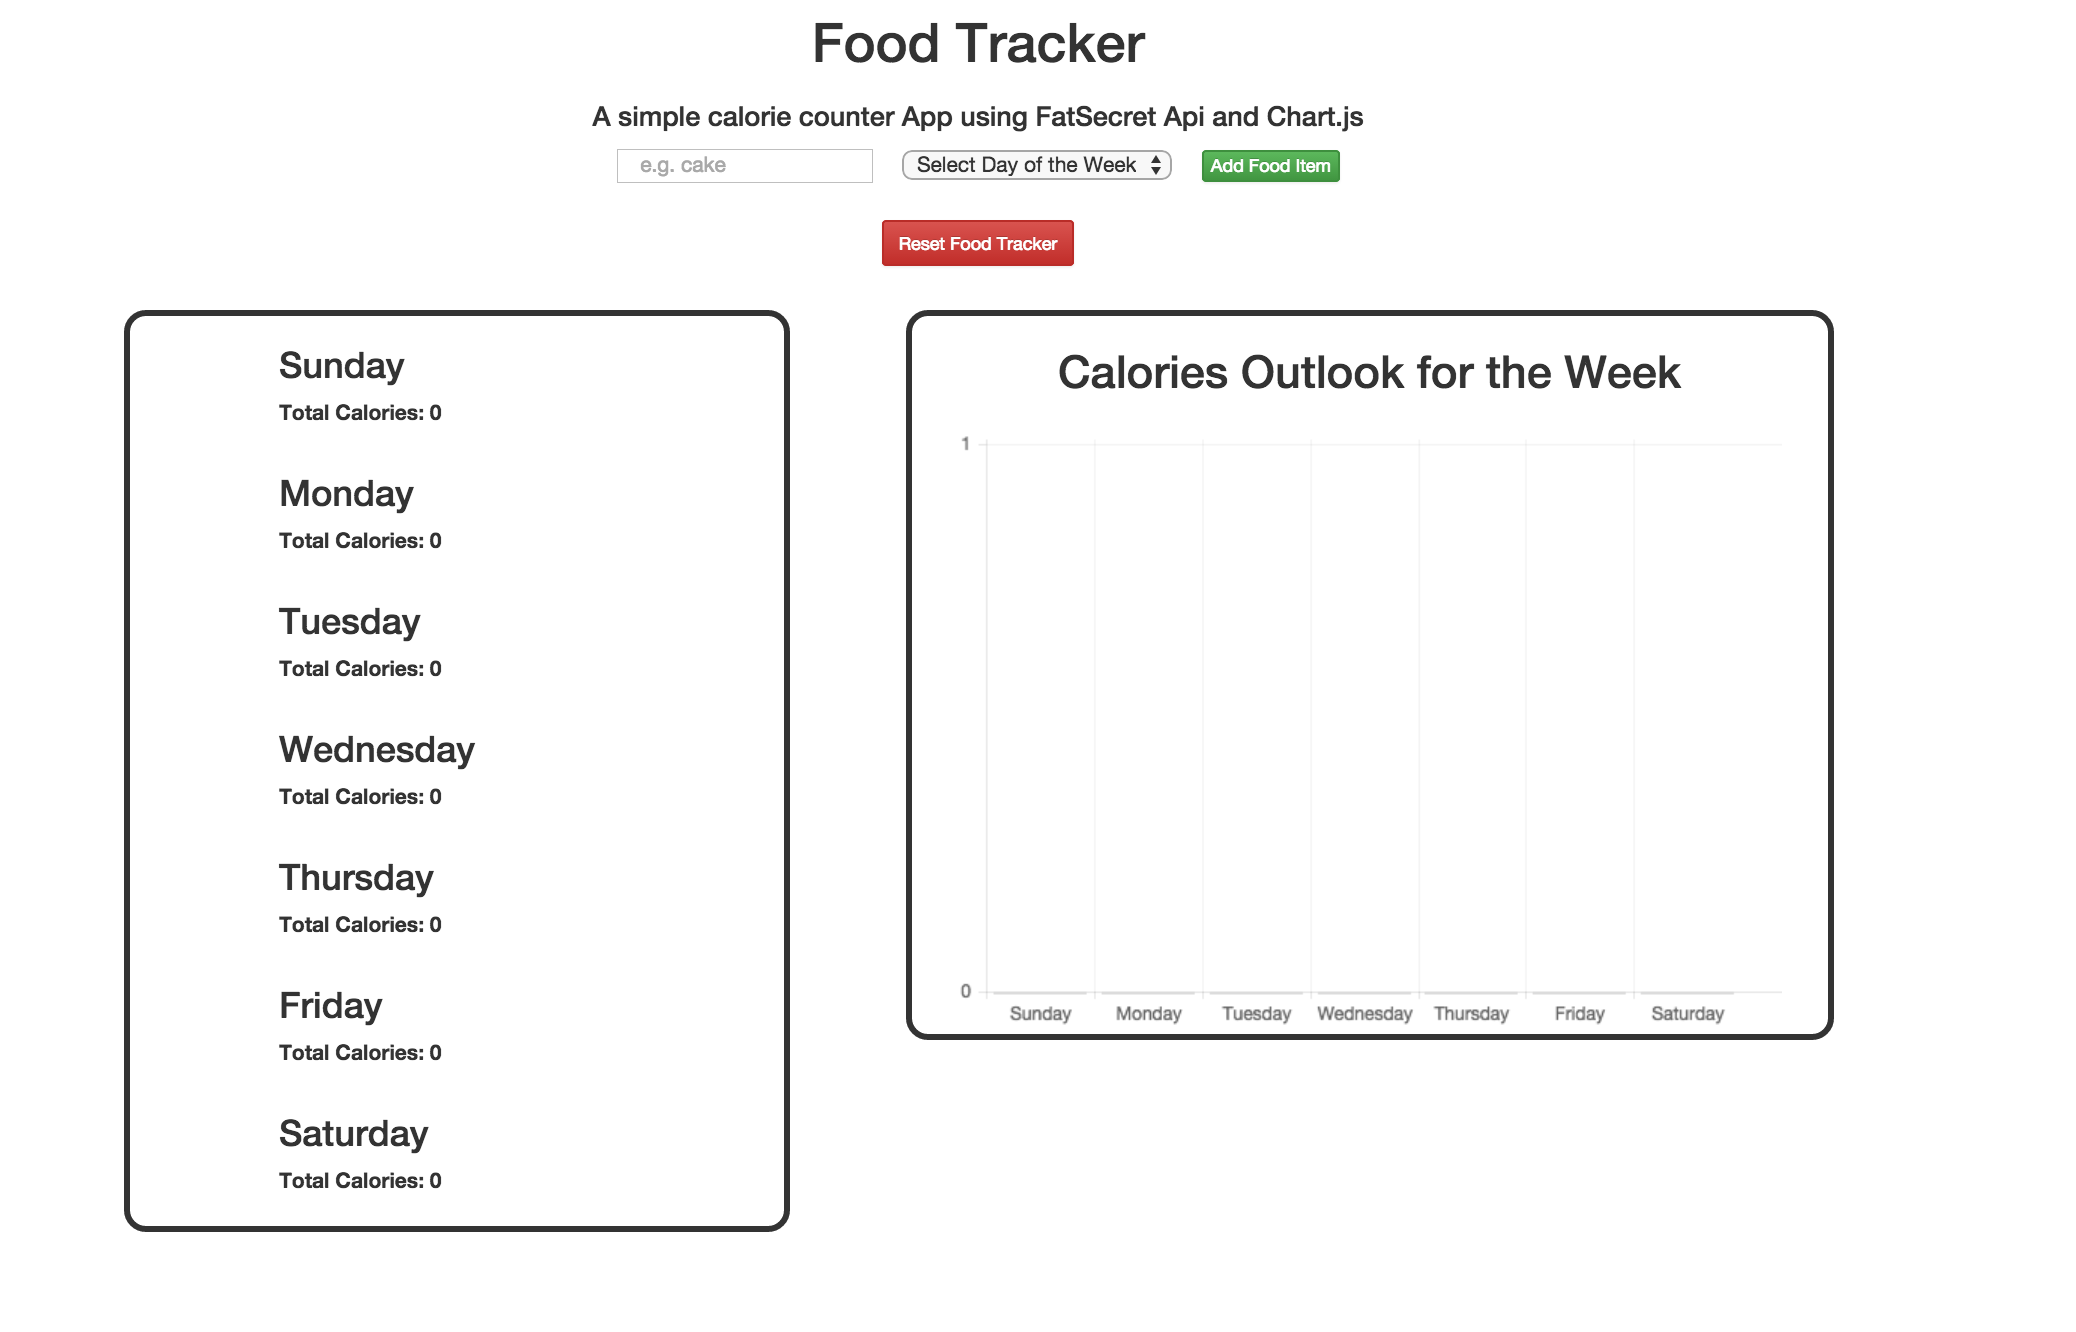 Food Tracker
A simple calorie counter App using FatSecret Api and Chart.js
e.g. cake
Select Day of the Week
Add Food Item
Reset Food Tracker
Sunday
Total Calories: 0
Monday
Total Calories: 0
Tuesday
Total Calories: 0
Wednesday
Total Calories: 0
Thursday
Total Calories: 0
Friday
Total Calories: 0
Saturday
Total Calories: 0
Calories Outlook for the Week
1
0
Sunday Monday Tuesday Wednesday Thursday Friday Saturday